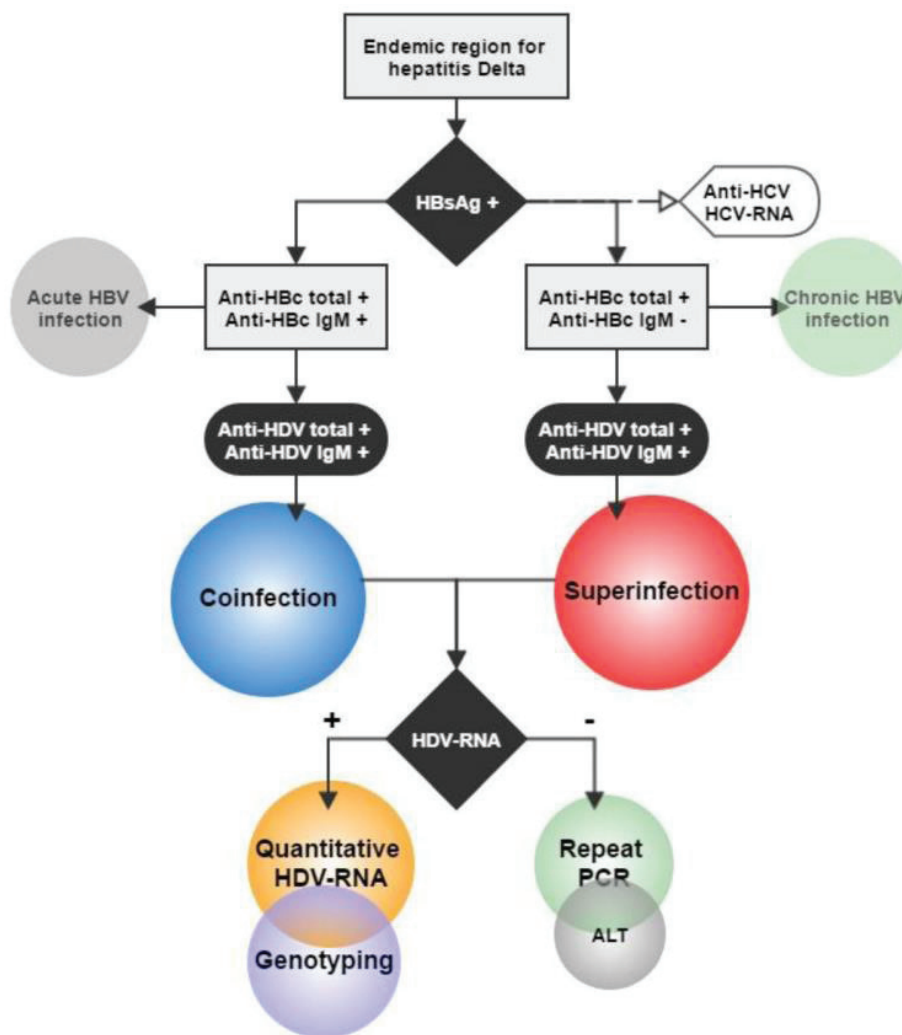 Endemic region for
hepatitis Delta
HBsAg +
Anti-HCV
HCV-RNA
Acute HBV
infection
Anti-HBc total +
Anti-HBc IgM +
Anti-HBc total +
Anti-HBc IgM -
Chronic HBV
infection
Anti-HDV total +
Anti-HDV IgM +
Anti-HDV total +
Anti-HDV IgM +
Coinfection
Superinfection
+
-
HDV-RNA
Quantitative
HDV-RNA
Genotyping
Repeat
PCR
ALT